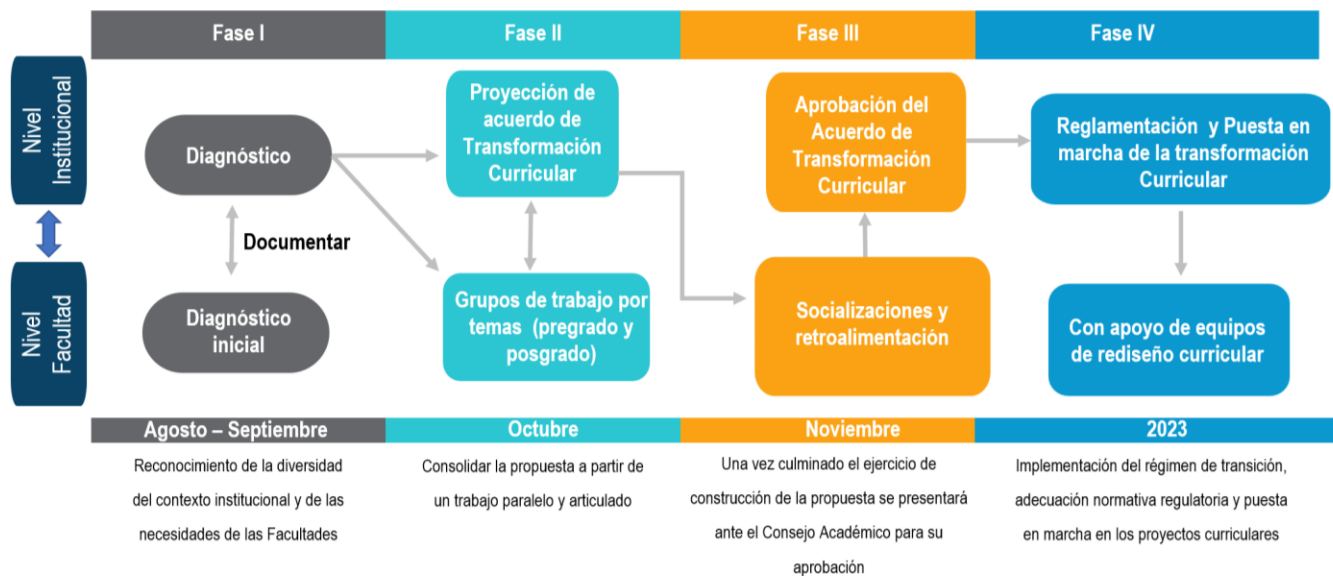 Fase I
Fase II
Fase III
Fase IV
Nivel
Institucional
Diagnóstico
Proyección de
acuerdo de
Transformación
Curricular
Aprobación del
Acuerdo de
Transformación
Curricular
Reglamentación y Puesta en
marcha de la transformación
Curricular
Documentar
Nivel
Facultad
Diagnóstico
inicial
Grupos de trabajo por
temas (pregrado y
posgrado)
Socializaciones y
retroalimentación
Con apoyo de equipos
de rediseño curricular
Agosto – Septiembre
Octubre
Noviembre
2023
Reconocimiento de la diversidad
del contexto institucional y de las
necesidades de las Facultades
Consolidar la propuesta a partir de
un trabajo paralelo y articulado
Una vez culminado el ejercicio de
construcción de la propuesta se presentará
ante el Consejo Académico para su
aprobación
Implementación del régimen de transición,
adecuación normativa regulatoria y puesta
en marcha en los proyectos curriculares